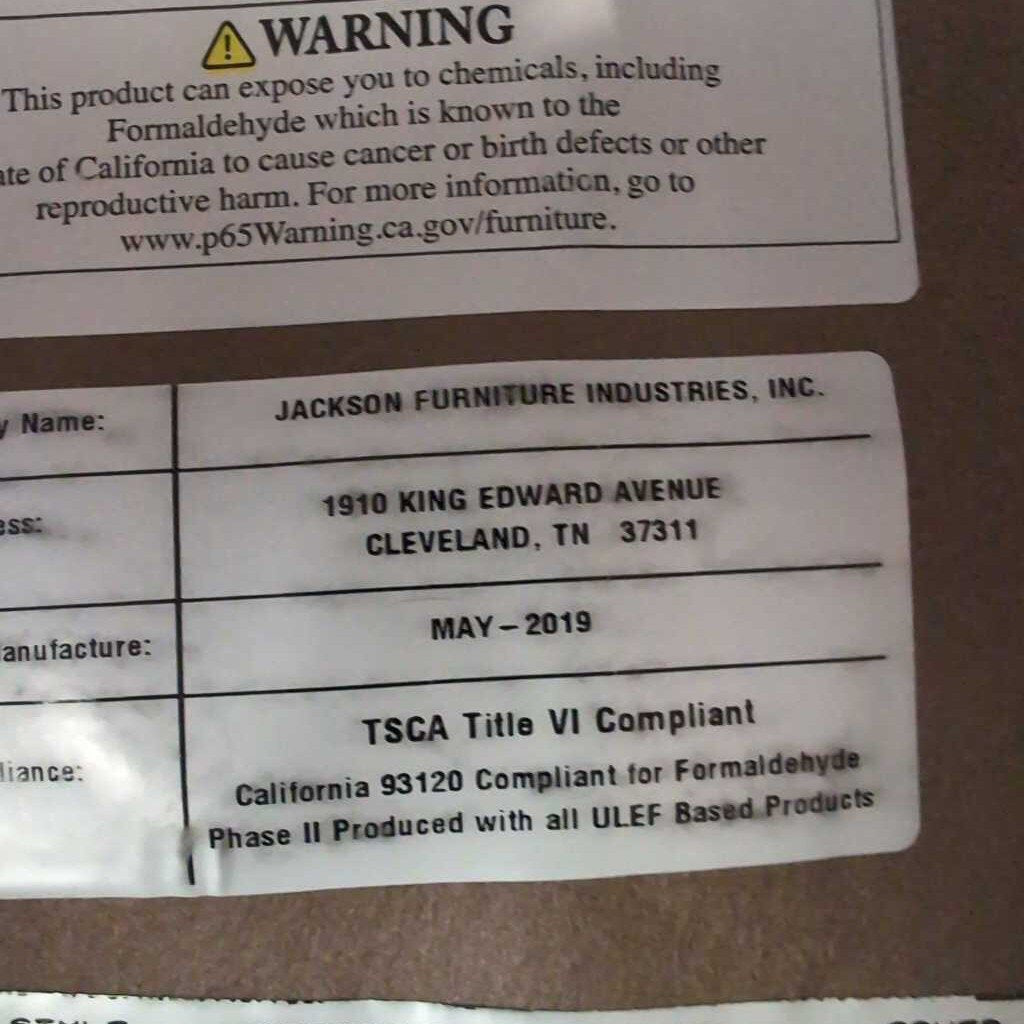 WARNING
This product can expose you to chemicals, including
Formaldehyde which is known to the
ate of California to cause cancer or birth defects or other
reproductive harm. For more information, go to
www.p65Warning.ca.gov/furniture.
y Name: JACKSON FURNITURE INDUSTRIES, INC.
ess: 1910 KING EDWARD AVENUE
CLEVELAND, TN 37311
anufacture: MAY-2019
liance: TSCA Title VI Compliant
California 93120 Compliant for Formaldehyde
Phase II Produced with all ULEF Based Products